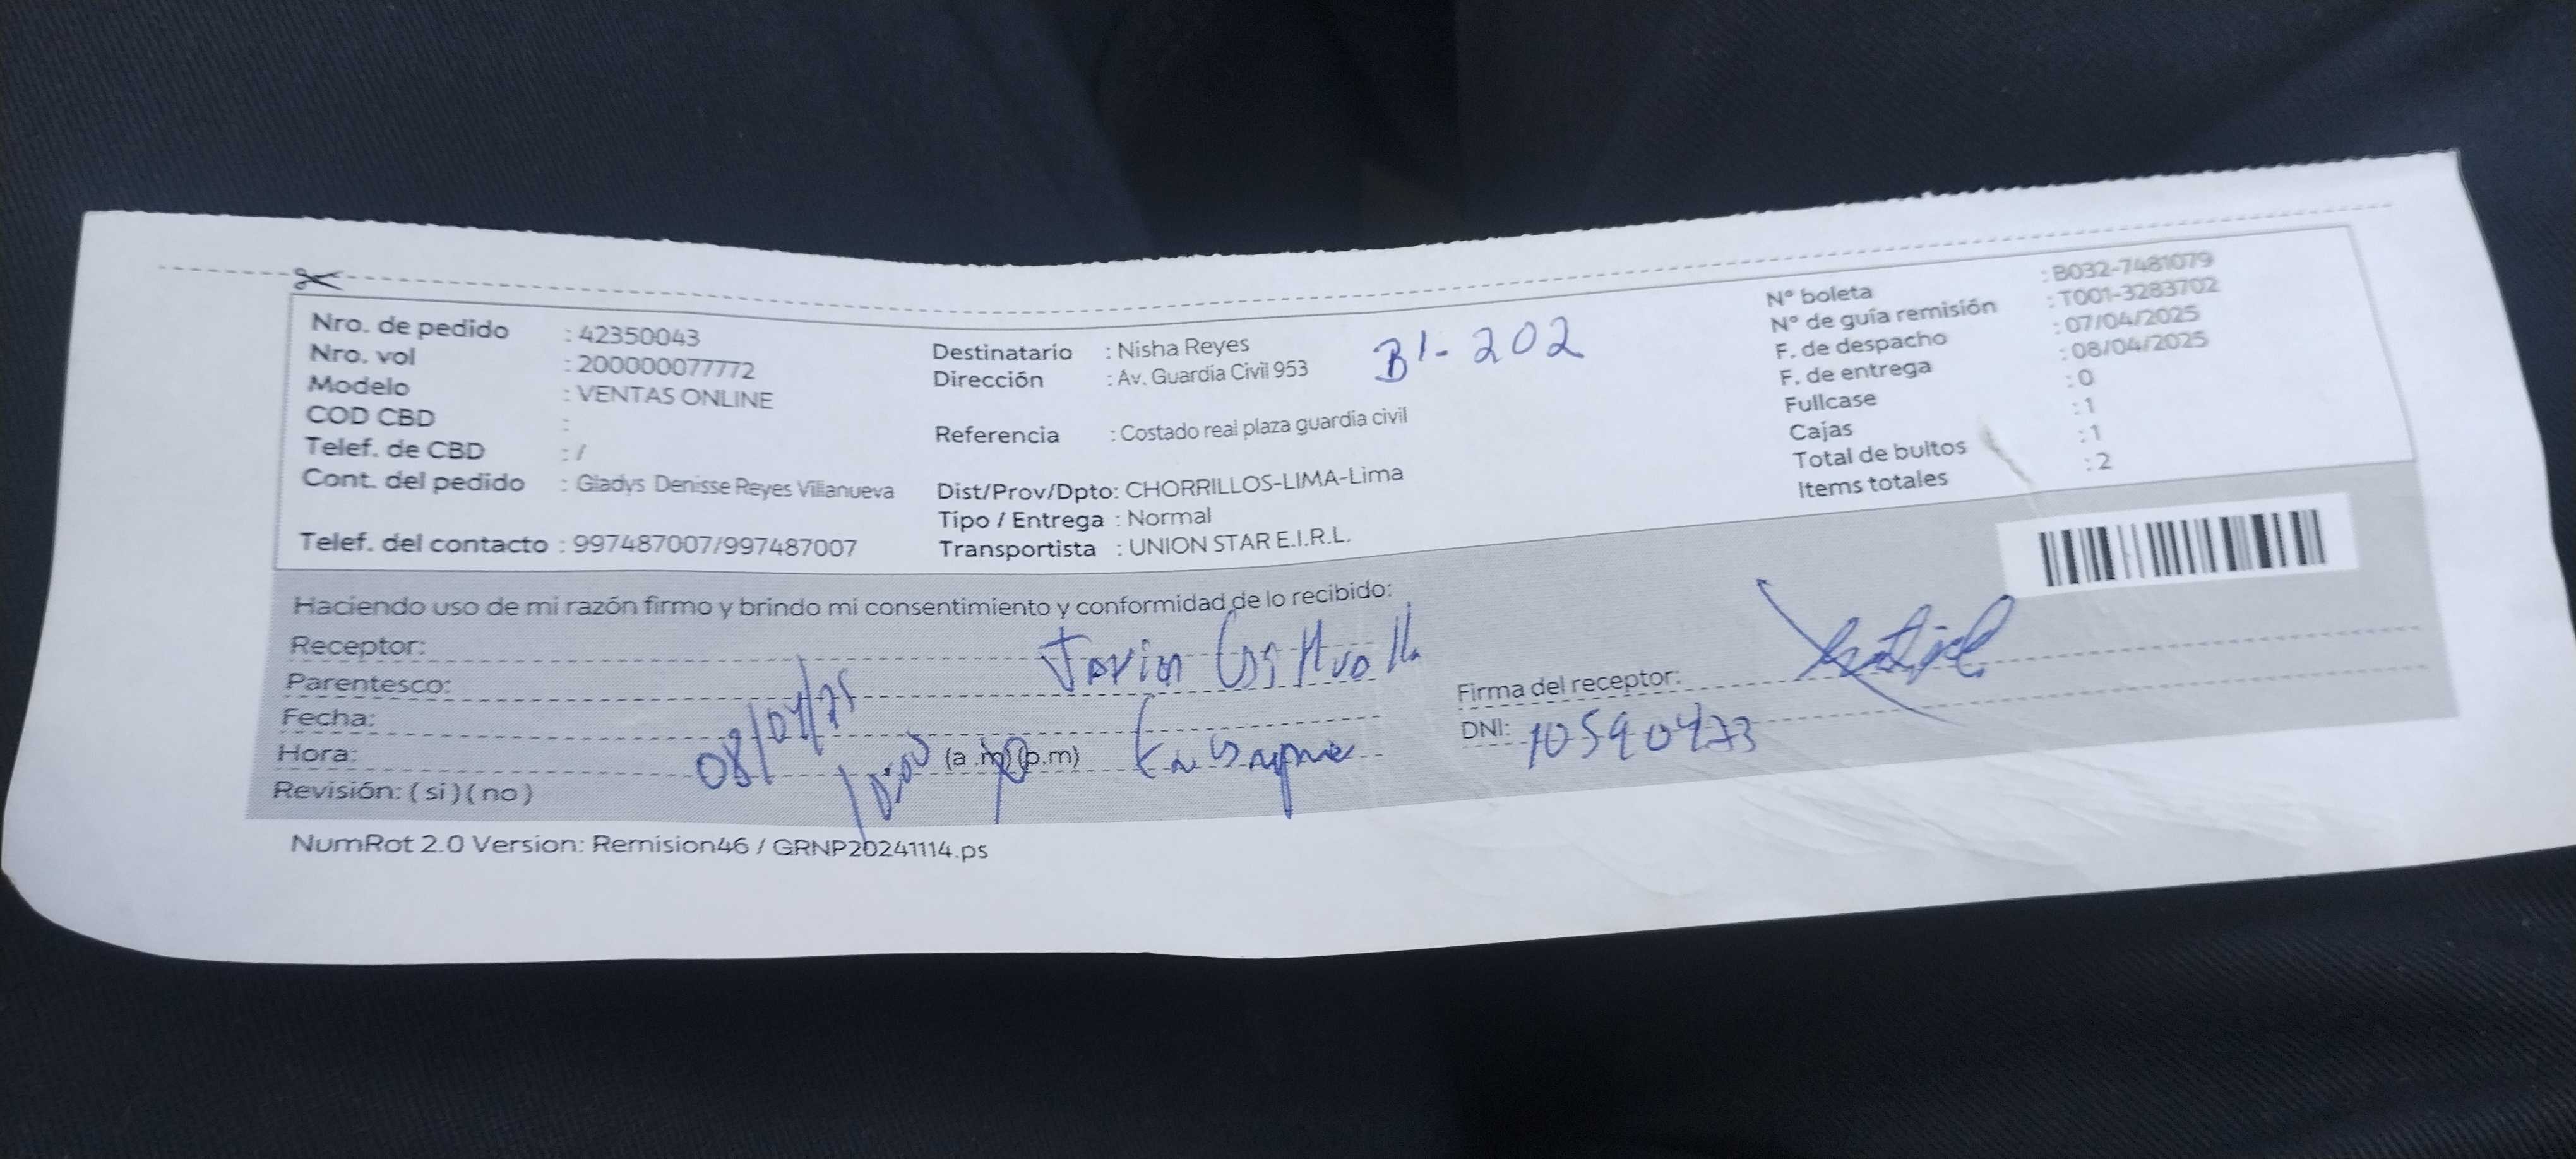 Nro. de pedido : 42350043
Nro. vol : 200000077772
Modelo : VENTAS ONLINE
COD CBD :
Telef. de CBD : /
Cont. del pedido : Gladys Denisse Reyes Villanueva
Telef. del contacto : 997487007/997487007
Destinatario : Nisha Reyes
Dirección : Av. Guardia Civil 953
B1-202
Referencia : Costado real plaza guardia civil
Dist/Prov/Dpto: CHORRILLOS-LIMA-Lima
Tipo / Entrega : Normal
Transportista : UNION STAR E.I.R.L.
N° boleta : B032-7481079
N° de guía remisión : T001-3283702
F. de despacho : 07/04/2025
F. de entrega : 08/04/2025
Fullcase : 0
Cajas : 1
Total de bultos : 1
Items totales : 2
Haciendo uso de mi razón firmo y brindo mi consentimiento y conformidad de lo recibido:
Receptor:
Parentesco:
Fecha: 08/04/25
Hora: (a.m)(p.m)
Revisión: ( si ) ( no )
Firma del receptor:
DNI: 10590473
NumRot 2.0 Version: Remision46 / GRNP20241114.ps